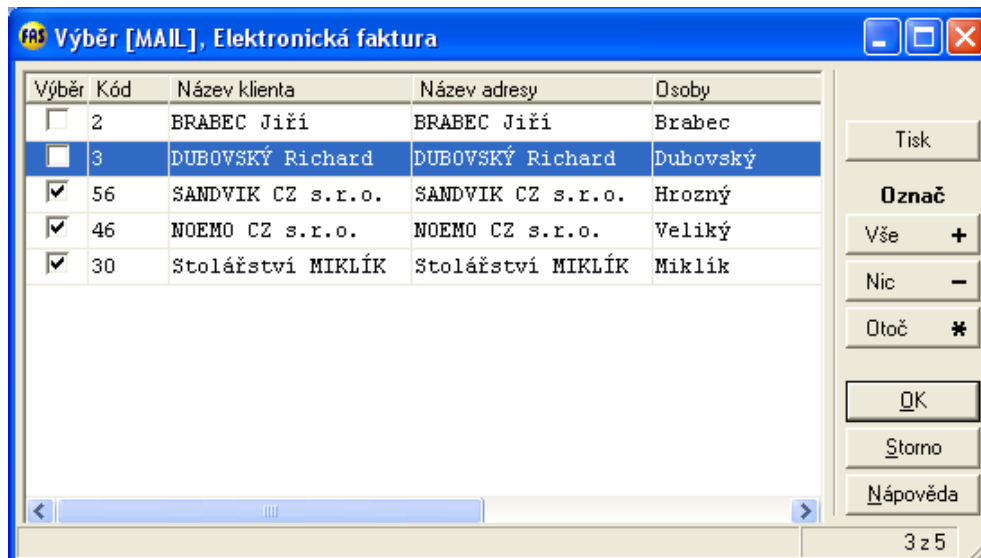 FAS Výběr [MAIL], Elektronická faktura
Výběr Kód Název klienta Název adresy Osoby
2 BRABEC Jiří BRABEC Jiří Brabec
3 DUBOVSKÝ Richard DUBOVSKÝ Richard Dubovský
56 SANDVIK CZ s.r.o. SANDVIK CZ s.r.o. Hrozný
46 NOEMO CZ s.r.o. NOEMO CZ s.r.o. Veliký
30 Stolářství MIKLÍK Stolářství MIKLÍK Miklík
Tisk
Označ
Vše +
Nic -
Otoč *
OK
Storno
Nápověda
3 z 5